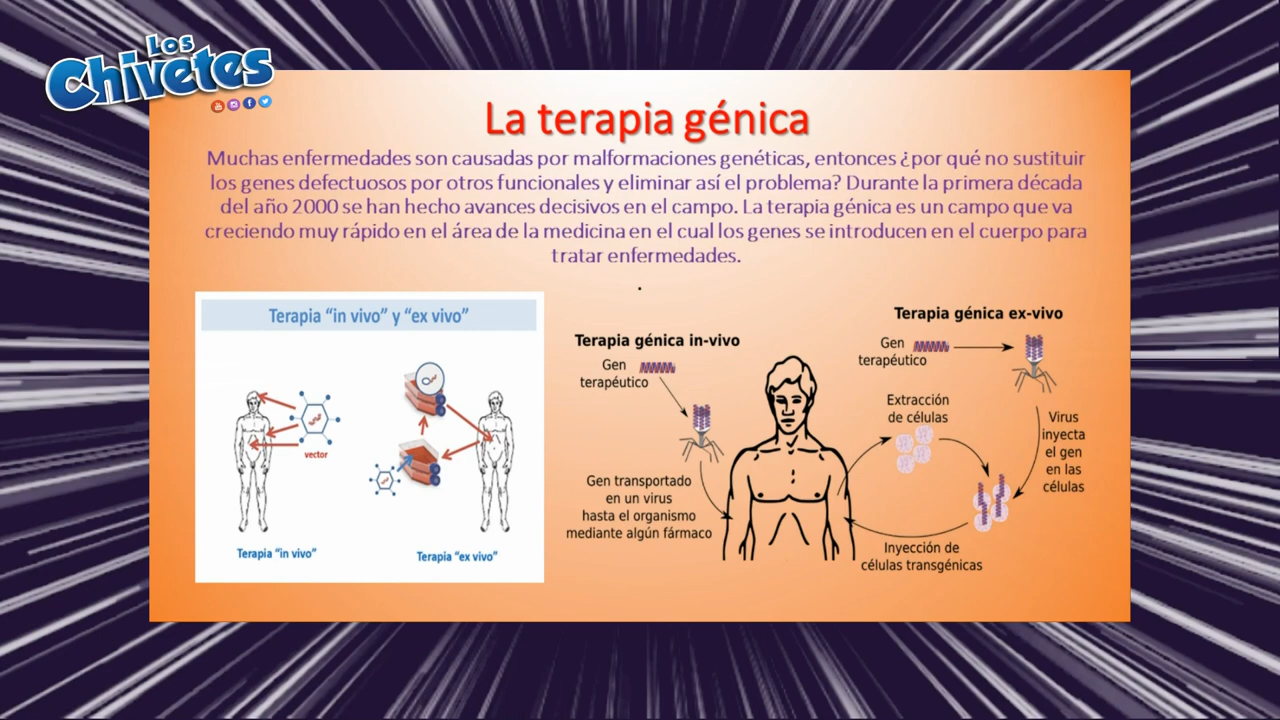 Los
Chivetes
La terapia génica
Muchas enfermedades son causadas por malformaciones genéticas, entonces ¿por qué no sustituir
los genes defectuosos por otros funcionales y eliminar así el problema? Durante la primera década
del año 2000 se han hecho avances decisivos en el campo. La terapia génica es un campo que va
creciendo muy rápido en el área de la medicina en el cual los genes se introducen en el cuerpo para
tratar enfermedades.
.
Terapia “in vivo” y “ex vivo”
vector
Terapia “in vivo”
Terapia “ex vivo”
Terapia génica in-vivo
Gen
terapéutico
Gen transportado
en un virus
hasta el organismo
mediante algún fármaco
Terapia génica ex-vivo
Gen
terapéutico
Extracción
de células
Virus
inyecta
el gen
en las
células
Inyección de
células transgénicas